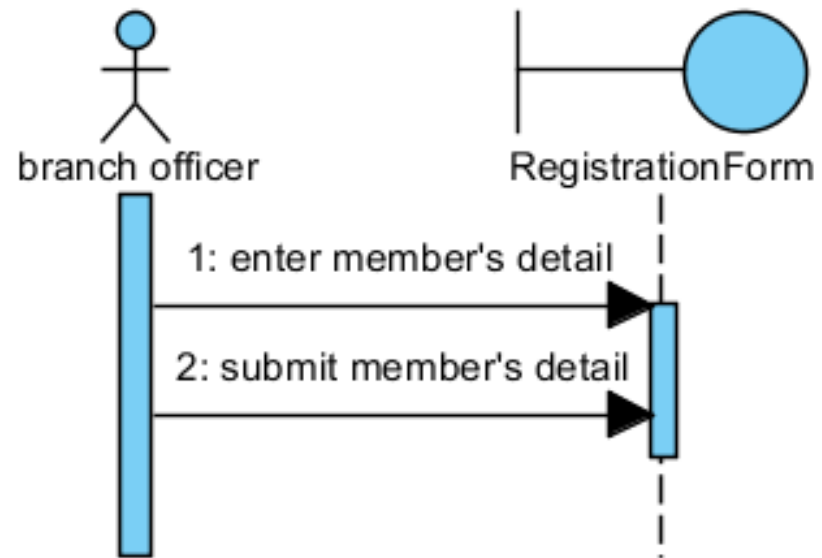 branch officer
RegistrationForm
1: enter member's detail
2: submit member's detail